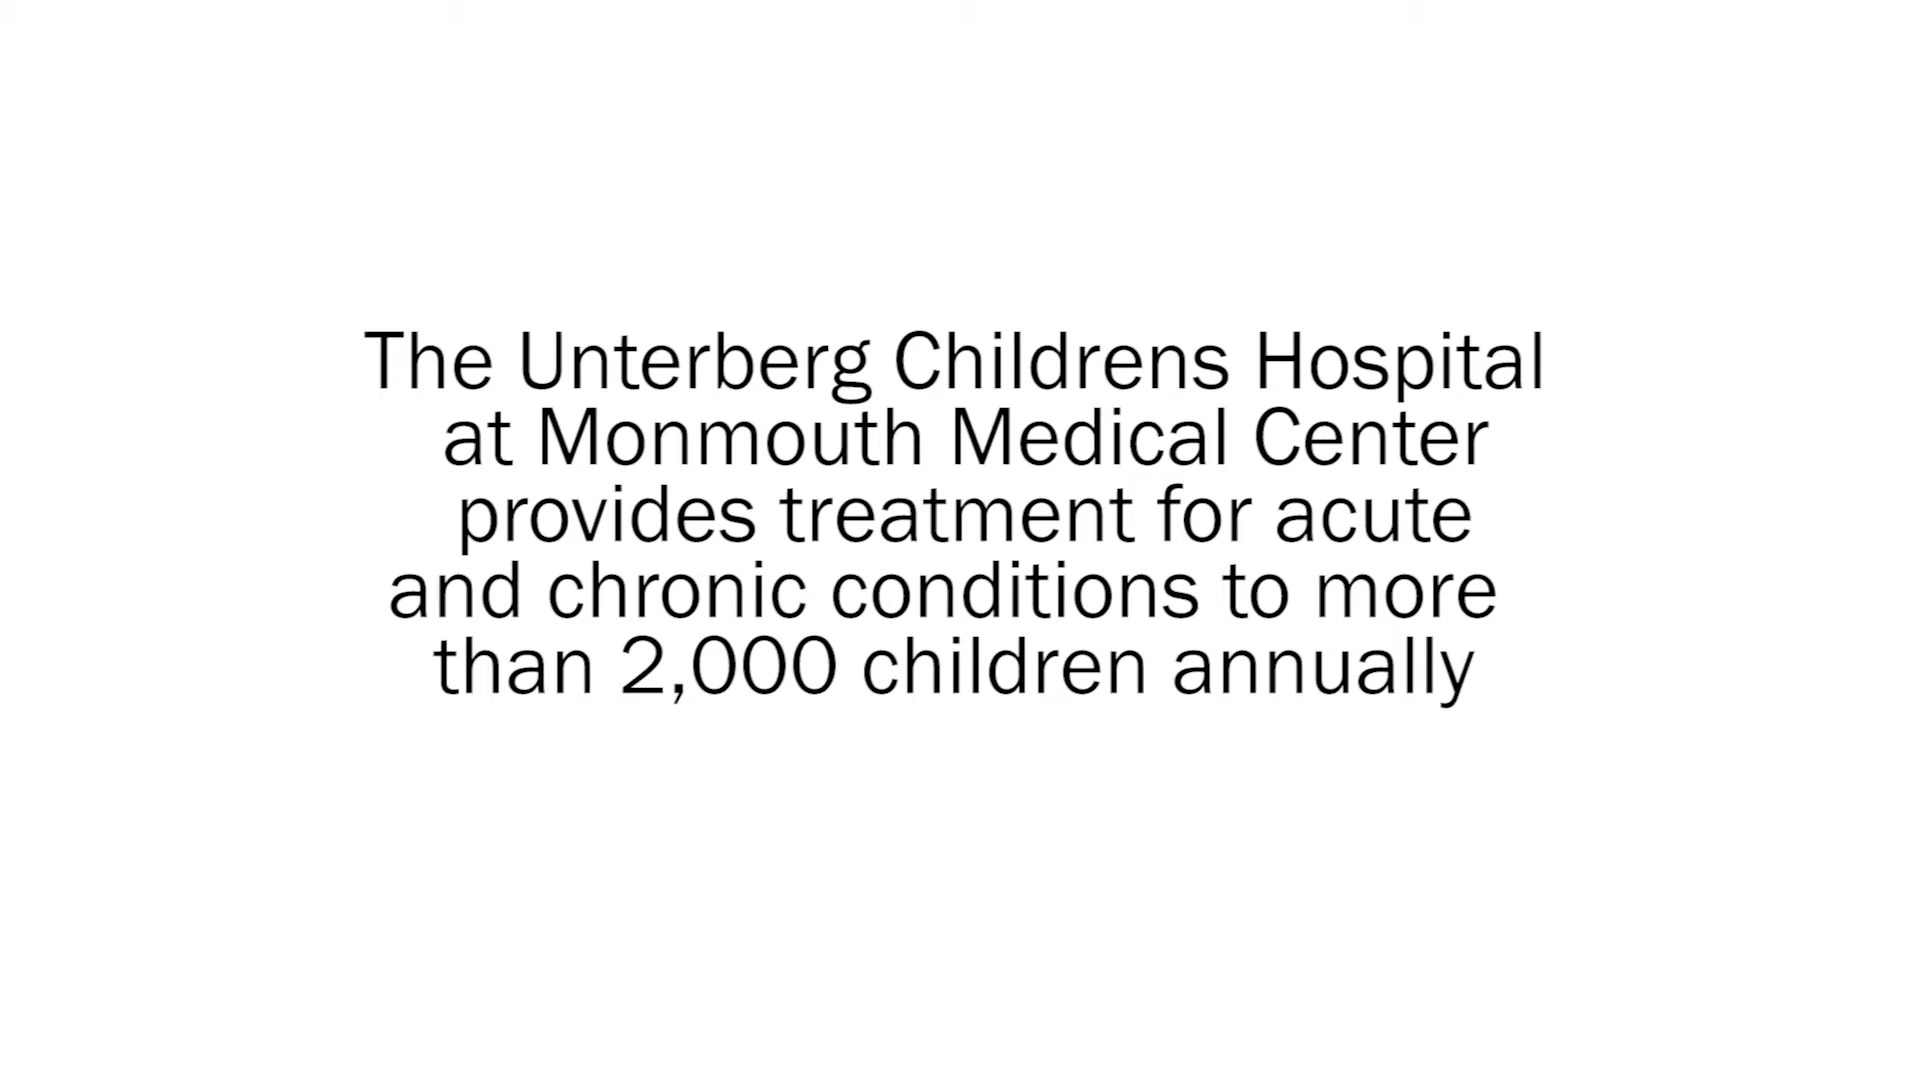 The Unterberg Childrens Hospital
at Monmouth Medical Center
provides treatment for acute
and chronic conditions to more
than 2,000 children annually